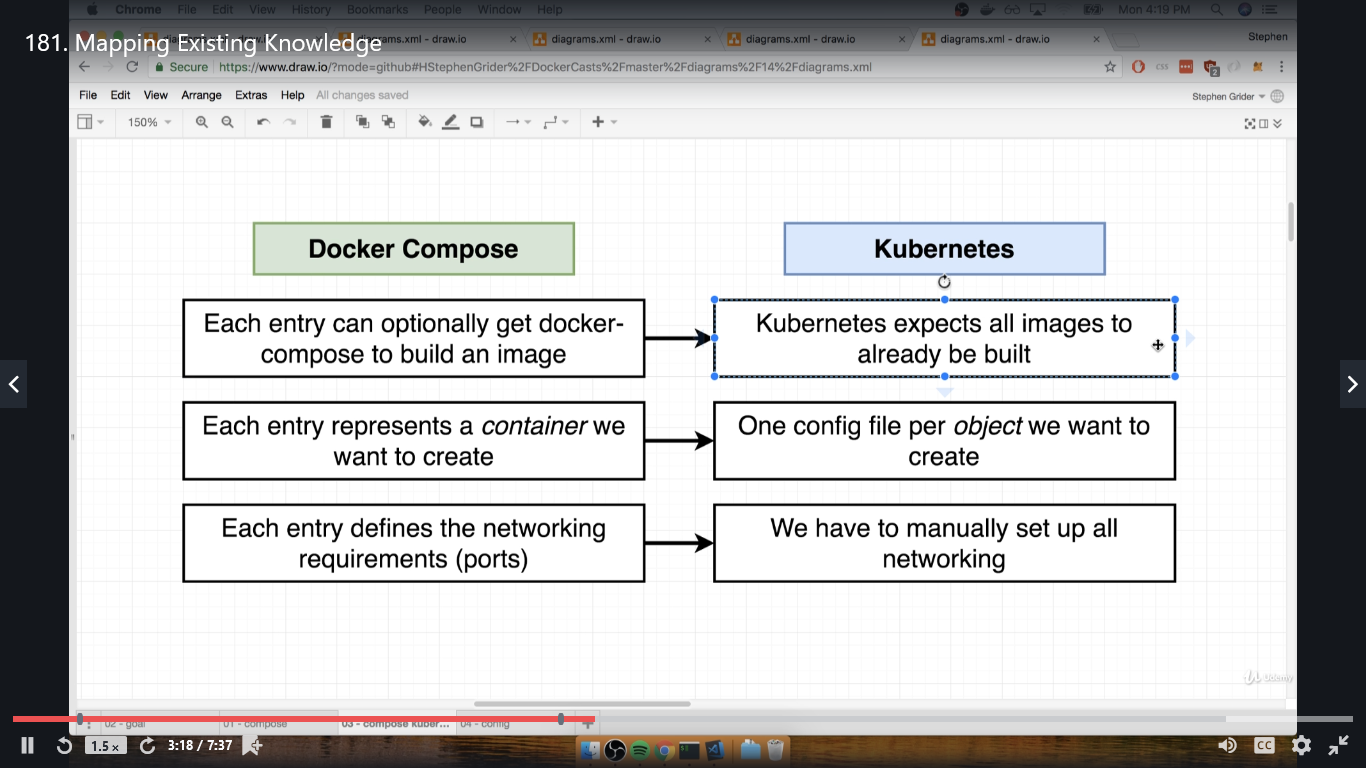 Chrome File Edit View History Bookmarks People Window Help Mon 4:19 PM
181. Mapping Existing Knowledge
diagrams.xml - draw.io
diagrams.xml - draw.io
diagrams.xml - draw.io
Stephen
Secure https://www.draw.io/?mode=github#HStephenGrider%2FDockerCasts%2Fmaster%2Fdiagrams%2F14%2Fdiagrams.xml
css
2
File Edit View Arrange Extras Help All changes saved
Stephen Grider
150%
Docker Compose
Kubernetes
Each entry can optionally get docker-
compose to build an image
Kubernetes expects all images to
already be built
Each entry represents a container we
want to create
One config file per object we want to
create
Each entry defines the networking
requirements (ports)
We have to manually set up all
networking
Udemy
02 - goal 01 - compose 03 - compose kuber... 04 - config
1.5 x 3:18 / 7:37 CC